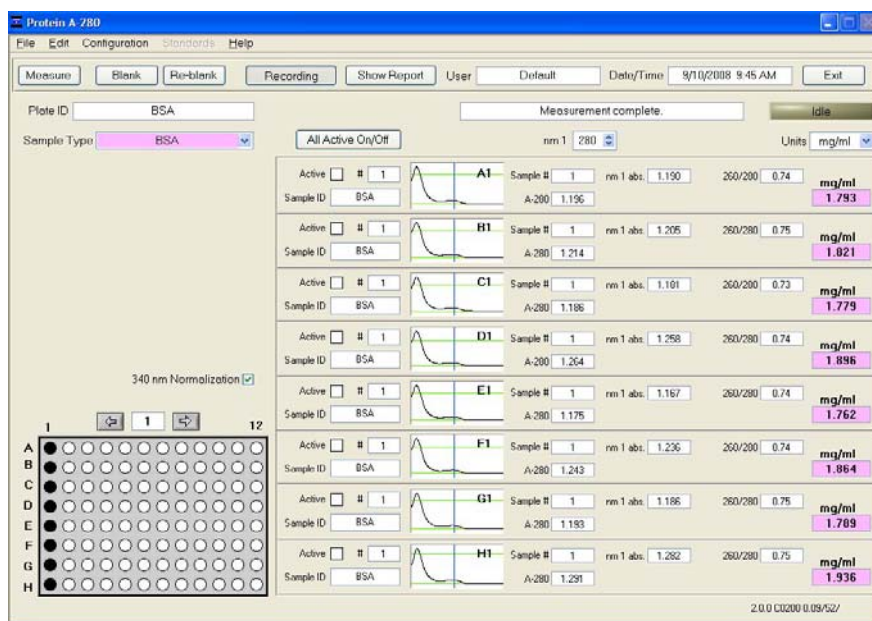 Protein A-280
File Edit Configuration Standards Help
Measure Blank Re-blank Recording Show Report User Default Date/Time 9/10/2008 9:45 AM Exit
Plate ID BSA Measurement complete. Idle
Sample Type BSA All Active On/Off nm 1 280 Units mg/ml
Active # 1 A1 Sample # 1 nm 1 abs. 1.190 260/280 0.74 mg/ml
Sample ID BSA A-280 1.196 1.793
Active # 1 B1 Sample # 1 nm 1 abs. 1.205 260/280 0.75 mg/ml
Sample ID BSA A-280 1.214 1.821
Active # 1 C1 Sample # 1 nm 1 abs. 1.181 260/280 0.73 mg/ml
Sample ID BSA A-280 1.186 1.779
Active # 1 D1 Sample # 1 nm 1 abs. 1.258 260/280 0.74 mg/ml
Sample ID BSA A-280 1.264 1.896
340 nm Normalization
Active # 1 E1 Sample # 1 nm 1 abs. 1.167 260/280 0.74 mg/ml
Sample ID BSA A-280 1.175 1.762
1 1 12
Active # 1 F1 Sample # 1 nm 1 abs. 1.236 260/280 0.74 mg/ml
Sample ID BSA A-280 1.243 1.864
Active # 1 G1 Sample # 1 nm 1 abs. 1.186 260/280 0.75 mg/ml
Sample ID BSA A-280 1.193 1.789
Active # 1 H1 Sample # 1 nm 1 abs. 1.282 260/280 0.75 mg/ml
Sample ID BSA A-280 1.291 1.936
A
B
C
D
E
F
G
H